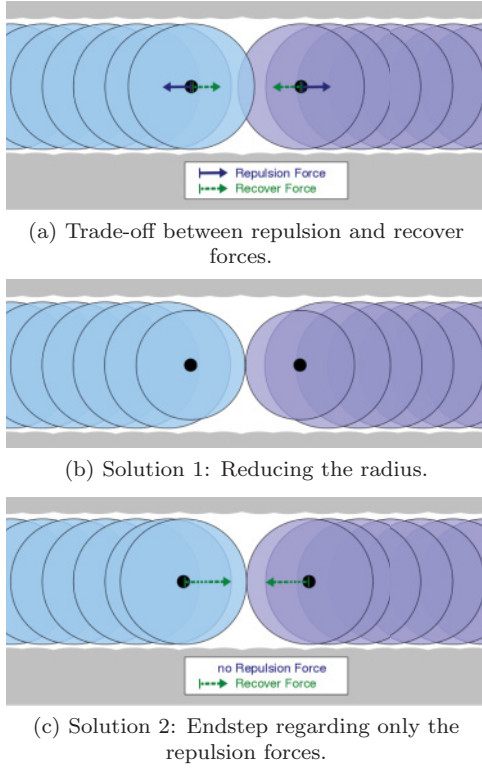 Repulsion Force
Recover Force
(a) Trade-off between repulsion and recover
forces.
(b) Solution 1: Reducing the radius.
no Repulsion Force
Recover Force
(c) Solution 2: Endstep regarding only the
repulsion forces.